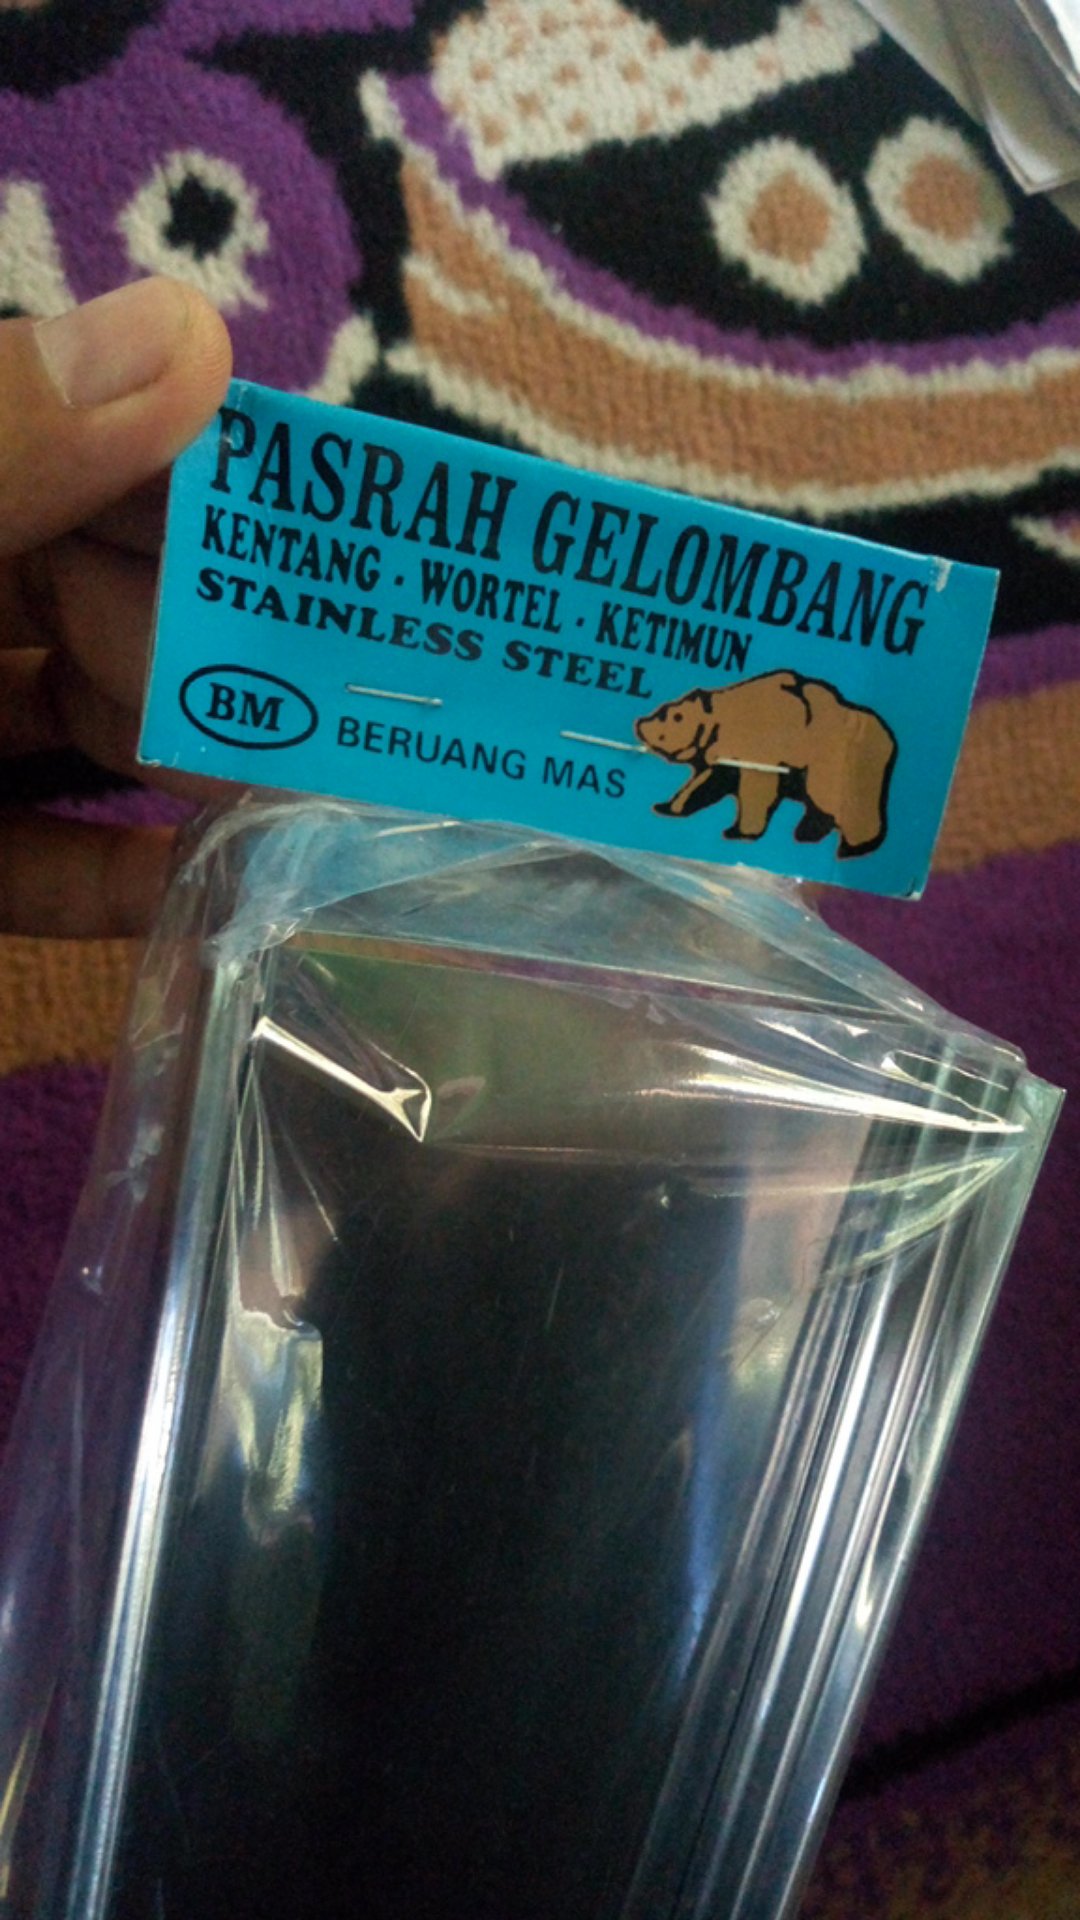 PASRAH GELOMBANG
KENTANG · WORTEL · KETIMUN
STAINLESS STEEL
BM
BERUANG MAS